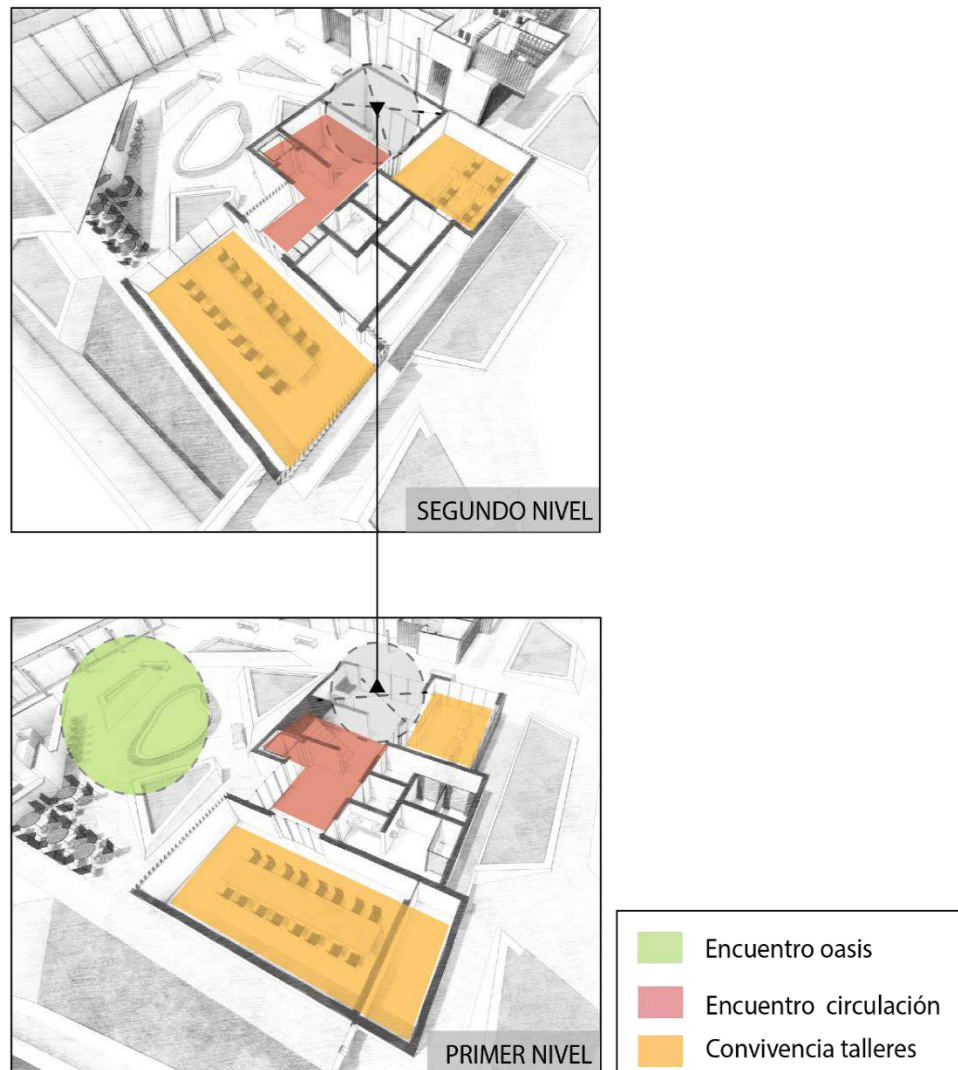 SEGUNDO NIVEL
PRIMER NIVEL
Encuentro oasis
Encuentro circulación
Convivencia talleres